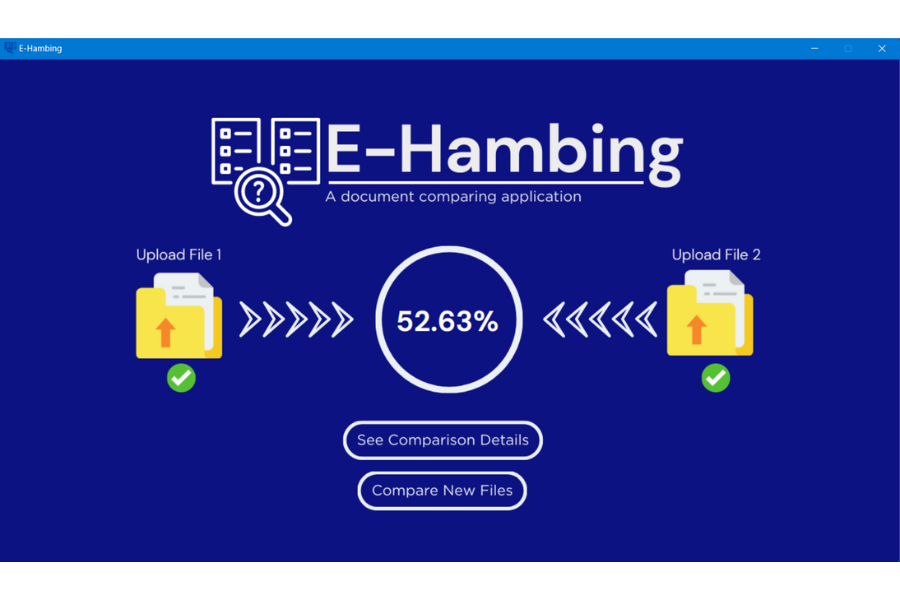 E-Hambing
E-Hambing
A document comparing application
Upload File 1
Upload File 2
52.63%
See Comparison Details
Compare New Files